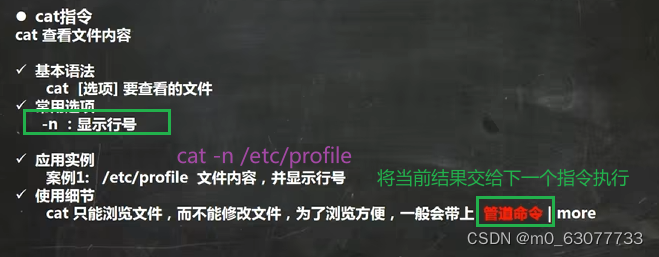 ● cat指令
cat 查看文件内容
✓ 基本语法
cat [选项] 要查看的文件
✓ 常用选项
-n ：显示行号
✓ 应用实例
cat -n /etc/profile
案例1: /etc/profile 文件内容，并显示行号
将当前结果交给下一个指令执行
✓ 使用细节
cat 只能浏览文件，而不能修改文件，为了浏览方便，一般会带上 管道命令 | more
CSDN @m0_63077733